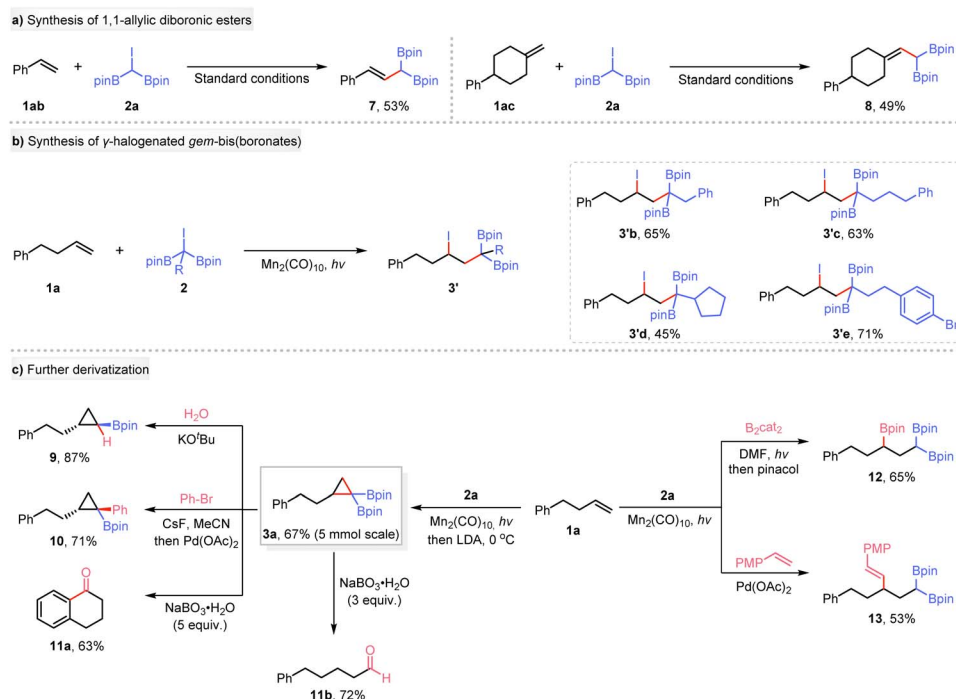 a) Synthesis of 1,1-allylic diboronic esters
Ph
1ab
+
I
pinB
Bpin
2a
Standard conditions
Bpin
Ph
Bpin
7, 53%
Ph
1ac
+
I
pinB
Bpin
2a
Standard conditions
Bpin
Bpin
Ph
8, 49%
b) Synthesis of γ-halogenated gem-bis(boronates)
Ph
1a
+
I
pinB
Bpin
R
2
Mn2(CO)10, hv
I
Bpin
R
Ph
Bpin
3'
I
Bpin
Ph
Ph
pinB
3'b 65%
I
Bpin
Ph
Ph
pinB
3'c 63%
I
Bpin
Ph
pinB
3'd 45%
I
Bpin
Ph
pinB
Br
3'e 71%
c) Further derivatization
Bpin
Ph
H
9, 87%
H2O
KOtBu
Ph
Ph
Bpin
10, 71%
Ph-Br
CsF, MeCN
then Pd(OAc)2
O
11a, 63%
NaBO3•H2O
(5 equiv.)
Ph
Bpin
Bpin
3a, 67% (5 mmol scale)
NaBO3•H2O
(3 equiv.)
O
Ph
H
11b, 72%
2a
Mn2(CO)10, hv
then LDA, 0 °C
Ph
1a
2a
Mn2(CO)10, hv
B2cat2
DMF, hv
then pinacol
Bpin
Bpin
Ph
Bpin
12, 65%
PMP
Pd(OAc)2
PMP
Bpin
Ph
Bpin
13, 53%